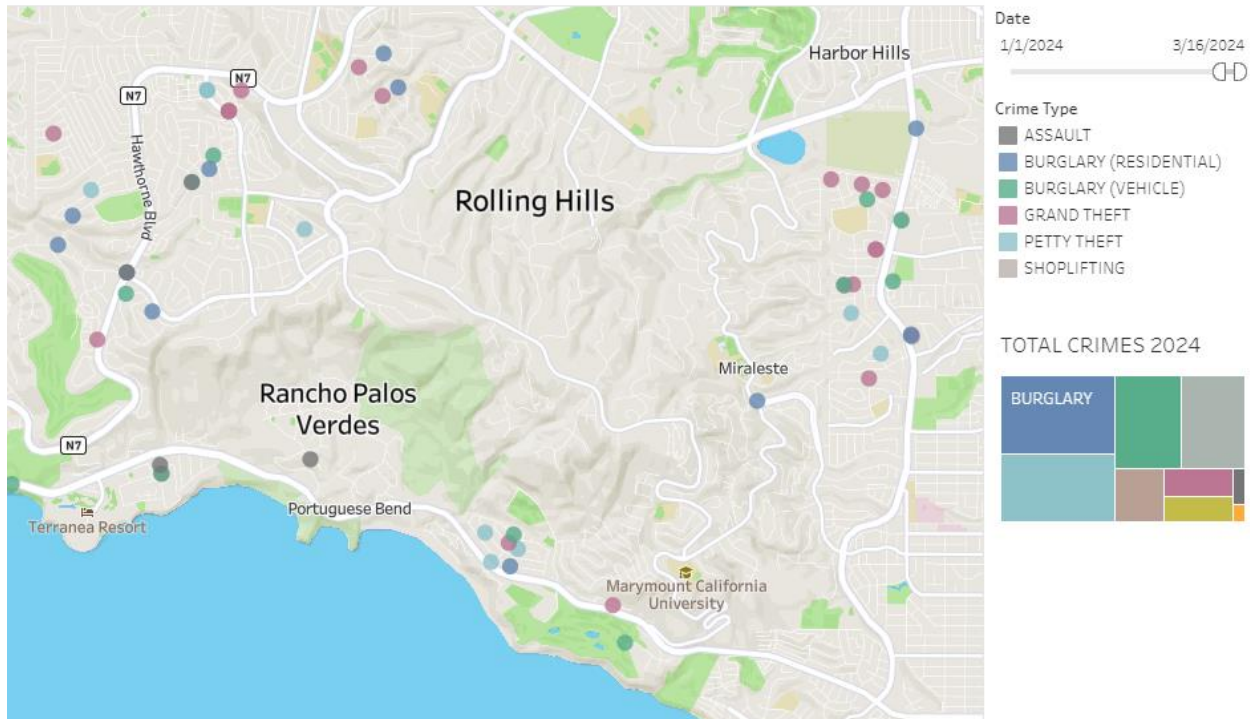 Harbor Hills
N7
N7
Hawthorne Blvd
Rolling Hills
Miraleste
Rancho Palos
Verdes
N7
Portuguese Bend
Terranea Resort
Marymount California
University
Date
1/1/2024
3/16/2024
Crime Type
ASSAULT
BURGLARY (RESIDENTIAL)
BURGLARY (VEHICLE)
GRAND THEFT
PETTY THEFT
SHOPLIFTING
TOTAL CRIMES 2024
BURGLARY